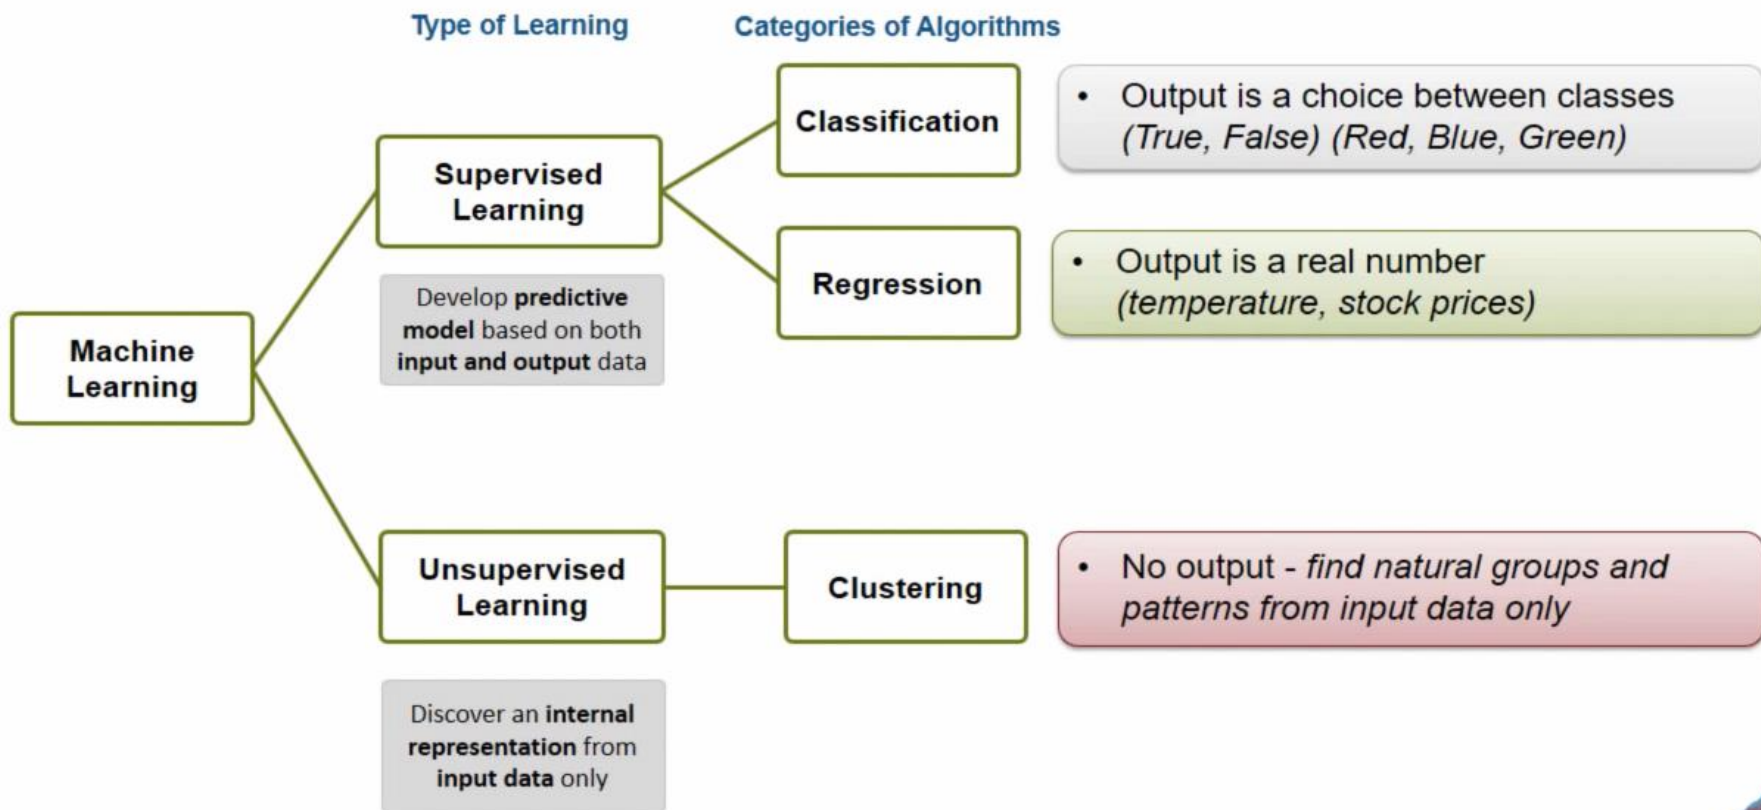 Type of Learning
Categories of Algorithms
Classification
• Output is a choice between classes
(True, False) (Red, Blue, Green)
Supervised
Learning
Regression
• Output is a real number
(temperature, stock prices)
Develop predictive
model based on both
input and output data
Machine
Learning
Unsupervised
Learning
Clustering
• No output - find natural groups and
patterns from input data only
Discover an internal
representation from
input data only